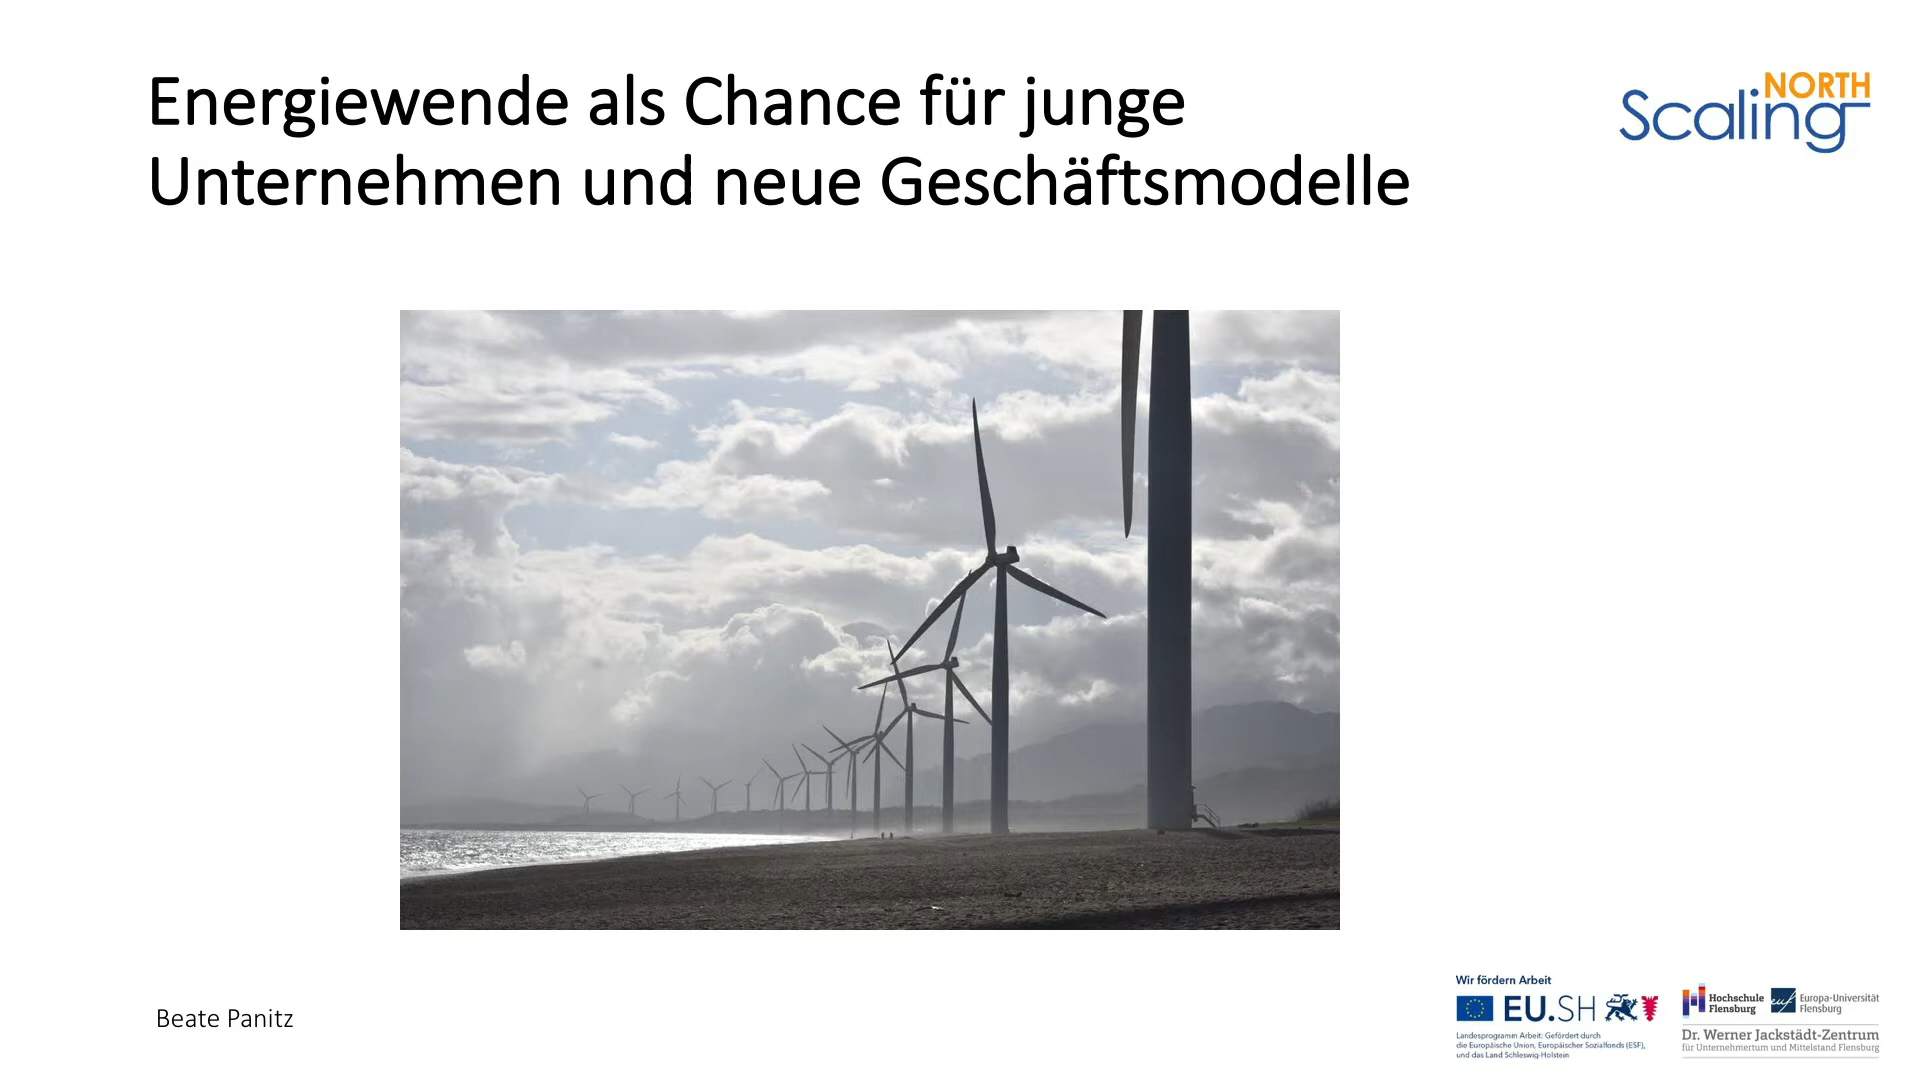 Energiewende als Chance für junge
Unternehmen und neue Geschäftsmodelle
Scaling NORTH
Beate Panitz
Wir fördern Arbeit
EU.SH
Landesprogramm Arbeit: Gefördert durch
die Europäische Union, Europäischer Sozialfonds (ESF),
und das Land Schleswig-Holstein
Hochschule
Flensburg
euf
Europa-Universität
Flensburg
Dr. Werner Jackstädt-Zentrum
für Unternehmertum und Mittelstand Flensburg